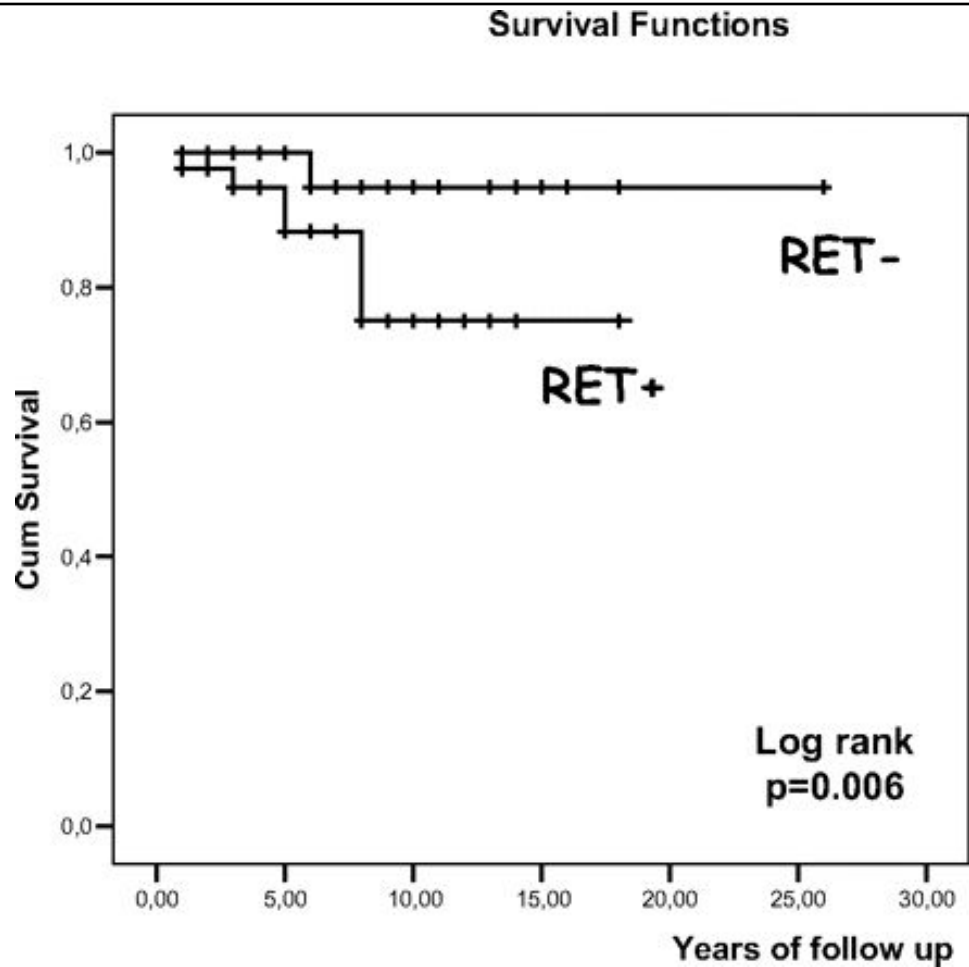 Survival Functions
1,0
0,8
0,6
0,4
0,2
0,0
Cum Survival
RET-
RET+
Log rank
p=0.006
0,00 5,00 10,00 15,00 20,00 25,00 30,00
Years of follow up